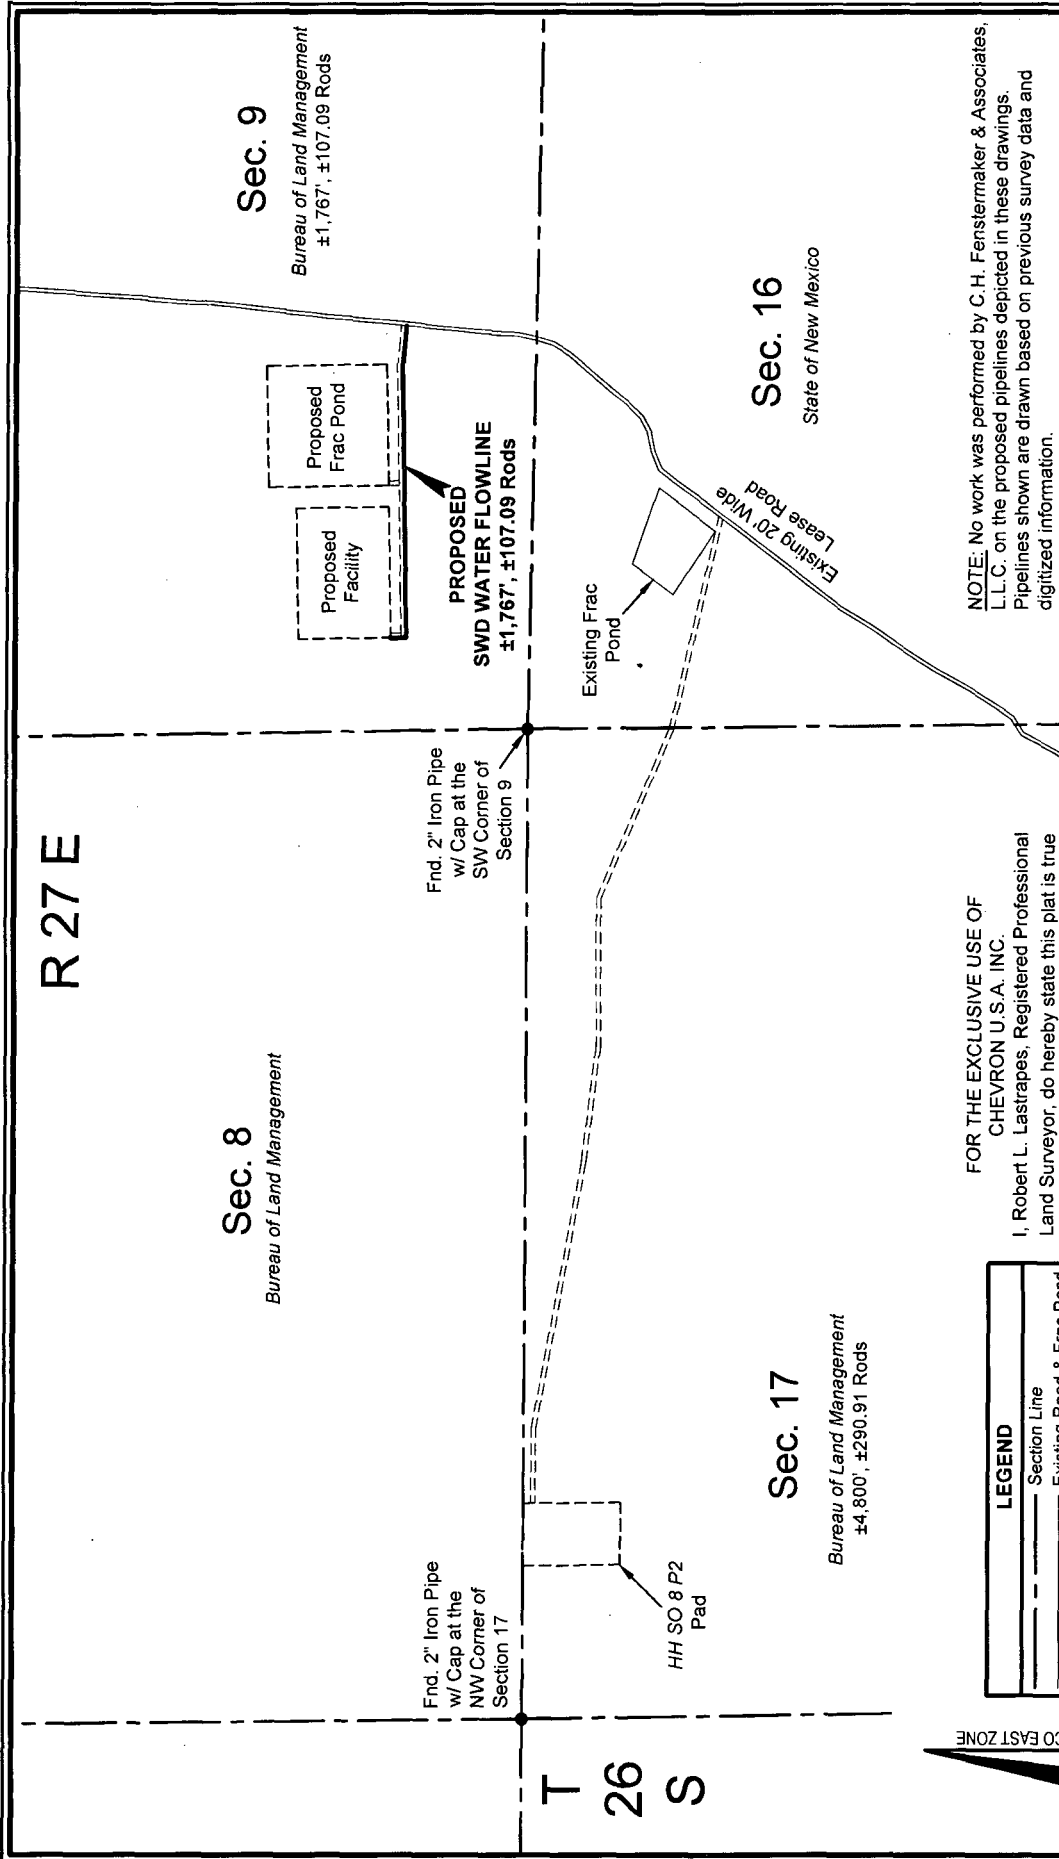 R 27 E
Sec. 8
Bureau of Land Management
Sec. 9
Bureau of Land Management
±1,767', ±107.09 Rods
Proposed
Facility
Proposed
Frac Pond
PROPOSED
SWD WATER FLOWLINE
±1,767', ±107.09 Rods
Fnd. 2" Iron Pipe
w/ Cap at the
NW Corner of
Section 17
Fnd. 2" Iron Pipe
w/ Cap at the
SW Corner of
Section 9
T
26
S
HH SO 8 P2
Pad
Sec. 17
Bureau of Land Management
±4,800', ±290.91 Rods
Existing Frac
Pond
Existing 20' Wide
Lease Road
Sec. 16
State of New Mexico
LEGEND
Section Line
Existing Road & Frac Pond
FOR THE EXCLUSIVE USE OF
CHEVRON U.S.A. INC.
I, Robert L. Lastrapes, Registered Professional
Land Surveyor, do hereby state this plat is true
NOTE: No work was performed by C.H. Fenstermaker & Associates,
L.L.C. on the proposed pipelines depicted in these drawings.
Pipelines shown are drawn based on previous survey data and
digitized information.
EAST ZONE